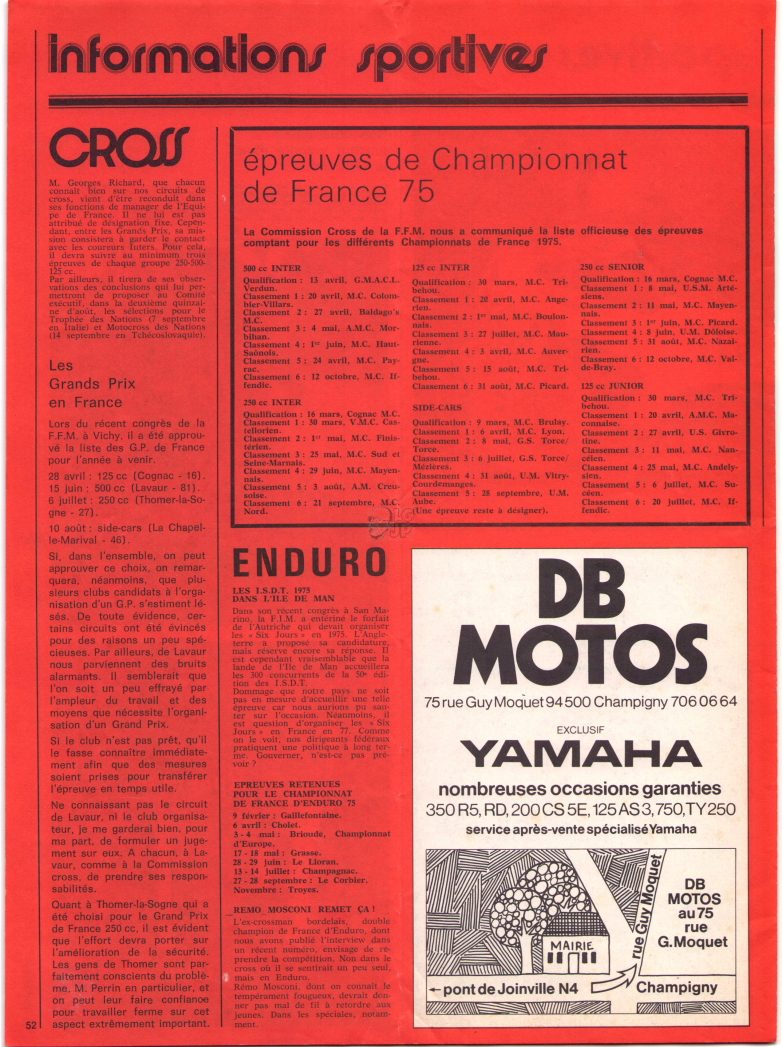 informations sportives
CROSS
M. Georges Richard, que chacun
connaît bien sur nos circuits de
cross, vient d'être reconduit dans
ses fonctions de manager de l'Equi-
pe de France. Il ne lui est pas
attribué de désignation fixe. Cepen-
dant, entre les Grands Prix, sa mis-
sion consistera à garder le contact
avec les coureurs Inters. Pour cela,
il devra suivre au minimum trois
épreuves de chaque groupe 250-500-
125 cc.
Par ailleurs, il tirera de ses obser-
vations des conclusions qui lui per-
mettront de proposer au Comité
exécutif, dans la deuxième quinzai-
ne d'août, les sélections pour le
Trophée des Nations (7 septembre
en Italie) et Motocross des Nations
(14 septembre en Tchécoslovaquie).
Les
Grands Prix
en France
Lors du récent congrès de la
F.F.M. à Vichy, il a été approu-
vé la liste des G.P. de France
pour l'année à venir.
28 avril : 125 cc (Cognac - 16).
15 juin : 500 cc (Lavaur - 81).
6 juillet : 250 cc (Thomer-la-So-
gne - 27).
10 août : side-cars (La Chapel-
le-Marival - 46).
Si, dans l'ensemble, on peut
approuver ce choix, on remar-
quera, néanmoins, que plu-
sieurs clubs candidats à l'orga-
nisation d'un G.P. s'estiment lé-
sés. De toute évidence, cer-
tains circuits ont été évincés
pour des raisons un peu spé-
cieuses. Par ailleurs, de Lavaur
nous parviennent des bruits
alarmants. Il semblerait que
l'on soit un peu effrayé par
l'ampleur du travail et des
moyens que nécessite l'organi-
sation d'un Grand Prix.
Si le club n'est pas prêt, qu'il
le fasse connaître immédiate-
ment afin que des mesures
soient prises pour transférer
l'épreuve en temps utile.
Ne connaissant pas le circuit
de Lavaur, ni le club organisa-
teur, je me garderai bien, pour
ma part, de formuler un juge-
ment sur eux. A chacun, à La-
vaur, comme à la Commission
cross, de prendre ses respon-
sabilités.
Quant à Thomer-la-Sogne qui a
été choisi pour le Grand Prix
de France 250 cc, il est évident
que l'effort devra porter sur
l'amélioration de la sécurité.
Les gens de Thomer sont par-
faitement conscients du problè-
me, M. Perrin en particulier, et
on peut leur faire confiance
pour travailler ferme sur cet
aspect extrêmement important.
52
épreuves de Championnat
de France 75
La Commission Cross de la F.F.M. nous a communiqué la liste officieuse des épreuves
comptant pour les différents Championnats de France 1975.
500 cc INTER
Qualification : 13 avril, G.M.A.C.L.
Verdun.
Classement 1 : 20 avril, M.C. Colom-
bier-Villars.
Classement 2 : 27 avril, Baldago's
M.C.
Classement 3 : 4 mai, A.M.C. Mor-
bihan.
Classement 4 : 1er juin, M.C. Haut-
Saônois.
Classement 5 : 24 avril, M.C. Pay-
rac.
Classement 6 : 12 octobre, M.C. If-
fendic.
250 cc INTER
Qualification : 16 mars, Cognac M.C.
Classement 1 : 30 mars, V.M.C. Cas-
tellorien.
Classement 2 : 1er mai, M.C. Finis-
térien.
Classement 3 : 25 mai, M.C. Sud et
Seine-Marnais.
Classement 4 : 29 juin, M.C. Mayen-
nais.
Classement 5 : 3 août, A.M. Creu-
soise.
Classement 6 : 21 septembre, M.C.
Nord.
125 cc INTER
Qualification : 30 mars, M.C. Tri-
behou.
Classement 1 : 20 avril, M.C. Ange-
rien.
Classement 2 : 1er mai, M.C. Boulon-
nais.
Classement 3 : 27 juillet, M.C. Mau-
rienne.
Classement 4 : 3 avril, M.C. Auver-
gne.
Classement 5 : 15 août, M.C. Tri-
behou.
Classement 6 : 31 août, M.C. Picard.
SIDE-CARS
Qualification : 9 mars, M.C. Brulay.
Classement 1 : 6 avril, M.C. Lyon.
Classement 2 : 8 mai, G.S. Torce/
Torce.
Classement 3 : 6 juillet, G.S. Torce/
Mézières.
Classement 4 : 31 août, U.M. Vitry-
Courdemanges.
Classement 5 : 28 septembre, U.M.
Aube.
(Une épreuve reste à désigner).
250 cc SENIOR
Qualification : 16 mars, Cognac M.C.
Classement 1 : 8 mai, U.S.M. Arté-
siens.
Classement 2 : 11 mai, M.C. Mayen-
nais.
Classement 3 : 1er juin, M.C. Picard.
Classement 4 : 8 juin, U.M. Dôloise.
Classement 5 : 31 août, M.C. Nazai-
rien.
Classement 6 : 12 octobre, M.C. Val-
de-Bray.
125 cc JUNIOR
Qualification : 30 mars, M.C. Tri-
behou.
Classement 1 : 20 avril, A.M.C. Ma-
connaise.
Classement 2 : 27 avril, U.S. Givro-
tine.
Classement 3 : 11 mai, M.C. Nan-
céien.
Classement 4 : 25 mai, M.C. Andely-
sien.
Classement 5 : 6 juillet, M.C. Su-
céen.
Classement 6 : 20 juillet, M.C. If-
fendic.
ENDURO
LES I.S.D.T. 1975
DANS L'ILE DE MAN
Dans son récent congrès à San Ma-
rino, la F.I.M. a entériné le forfait
de l'Autriche qui devait organiser
les « Six Jours » en 1975. L'Angle-
terre a proposé sa candidature,
mais réserve encore sa réponse. Il
est cependant vraisemblable que la
lande de l'Ile de Man accueillera
les 300 concurrents de la 50e édi-
tion des I.S.D.T.
Dommage que notre pays ne soit
pas en mesure d'accueillir une telle
épreuve car nous aurions pu sau-
ter sur l'occasion. Néanmoins, il
est question d'organiser les « Six
Jours » en France en 77. Comme
on le voit, nos dirigeants fédéraux
pratiquent une politique à long ter-
me. Gouverner, n'est-ce pas pré-
voir ?
EPREUVES RETENUES
POUR LE CHAMPIONNAT
DE FRANCE D'ENDURO 75
9 février : Gaillefontaine.
6 avril : Cholet.
3 - 4 mai : Brioude, Championnat
d'Europe.
17 - 18 mai : Grasse.
28 - 29 juin : Le Lioran.
13 - 14 juillet : Champagnac.
27 - 28 septembre : Le Corbier.
Novembre : Troyes.
REMO MOSCONI REMET ÇA !
L'ex-crossman bordelais, double
champion de France d'Enduro, dont
nous avons publié l'interview dans
un récent numéro, envisage de re-
prendre la compétition. Non dans le
cross où il se sentirait un peu seul,
mais en Enduro.
Rémo Mosconi, dont on connaît le
tempérament fougueux, devrait don-
ner pas mal de fil à retordre aux
jeunes. Dans les spéciales, notam-
ment.
DB
MOTOS
75 rue Guy Moquet 94500 Champigny 706 06 64
EXCLUSIF
YAMAHA
nombreuses occasions garanties
350 R5, RD, 200 CS 5E, 125 AS 3, 750, TY 250
service après-vente spécialisé Yamaha
MAIRIE
rue Guy Moquet
DB
MOTOS
au 75
rue
G. Moquet
←pont de Joinville N4
Champigny